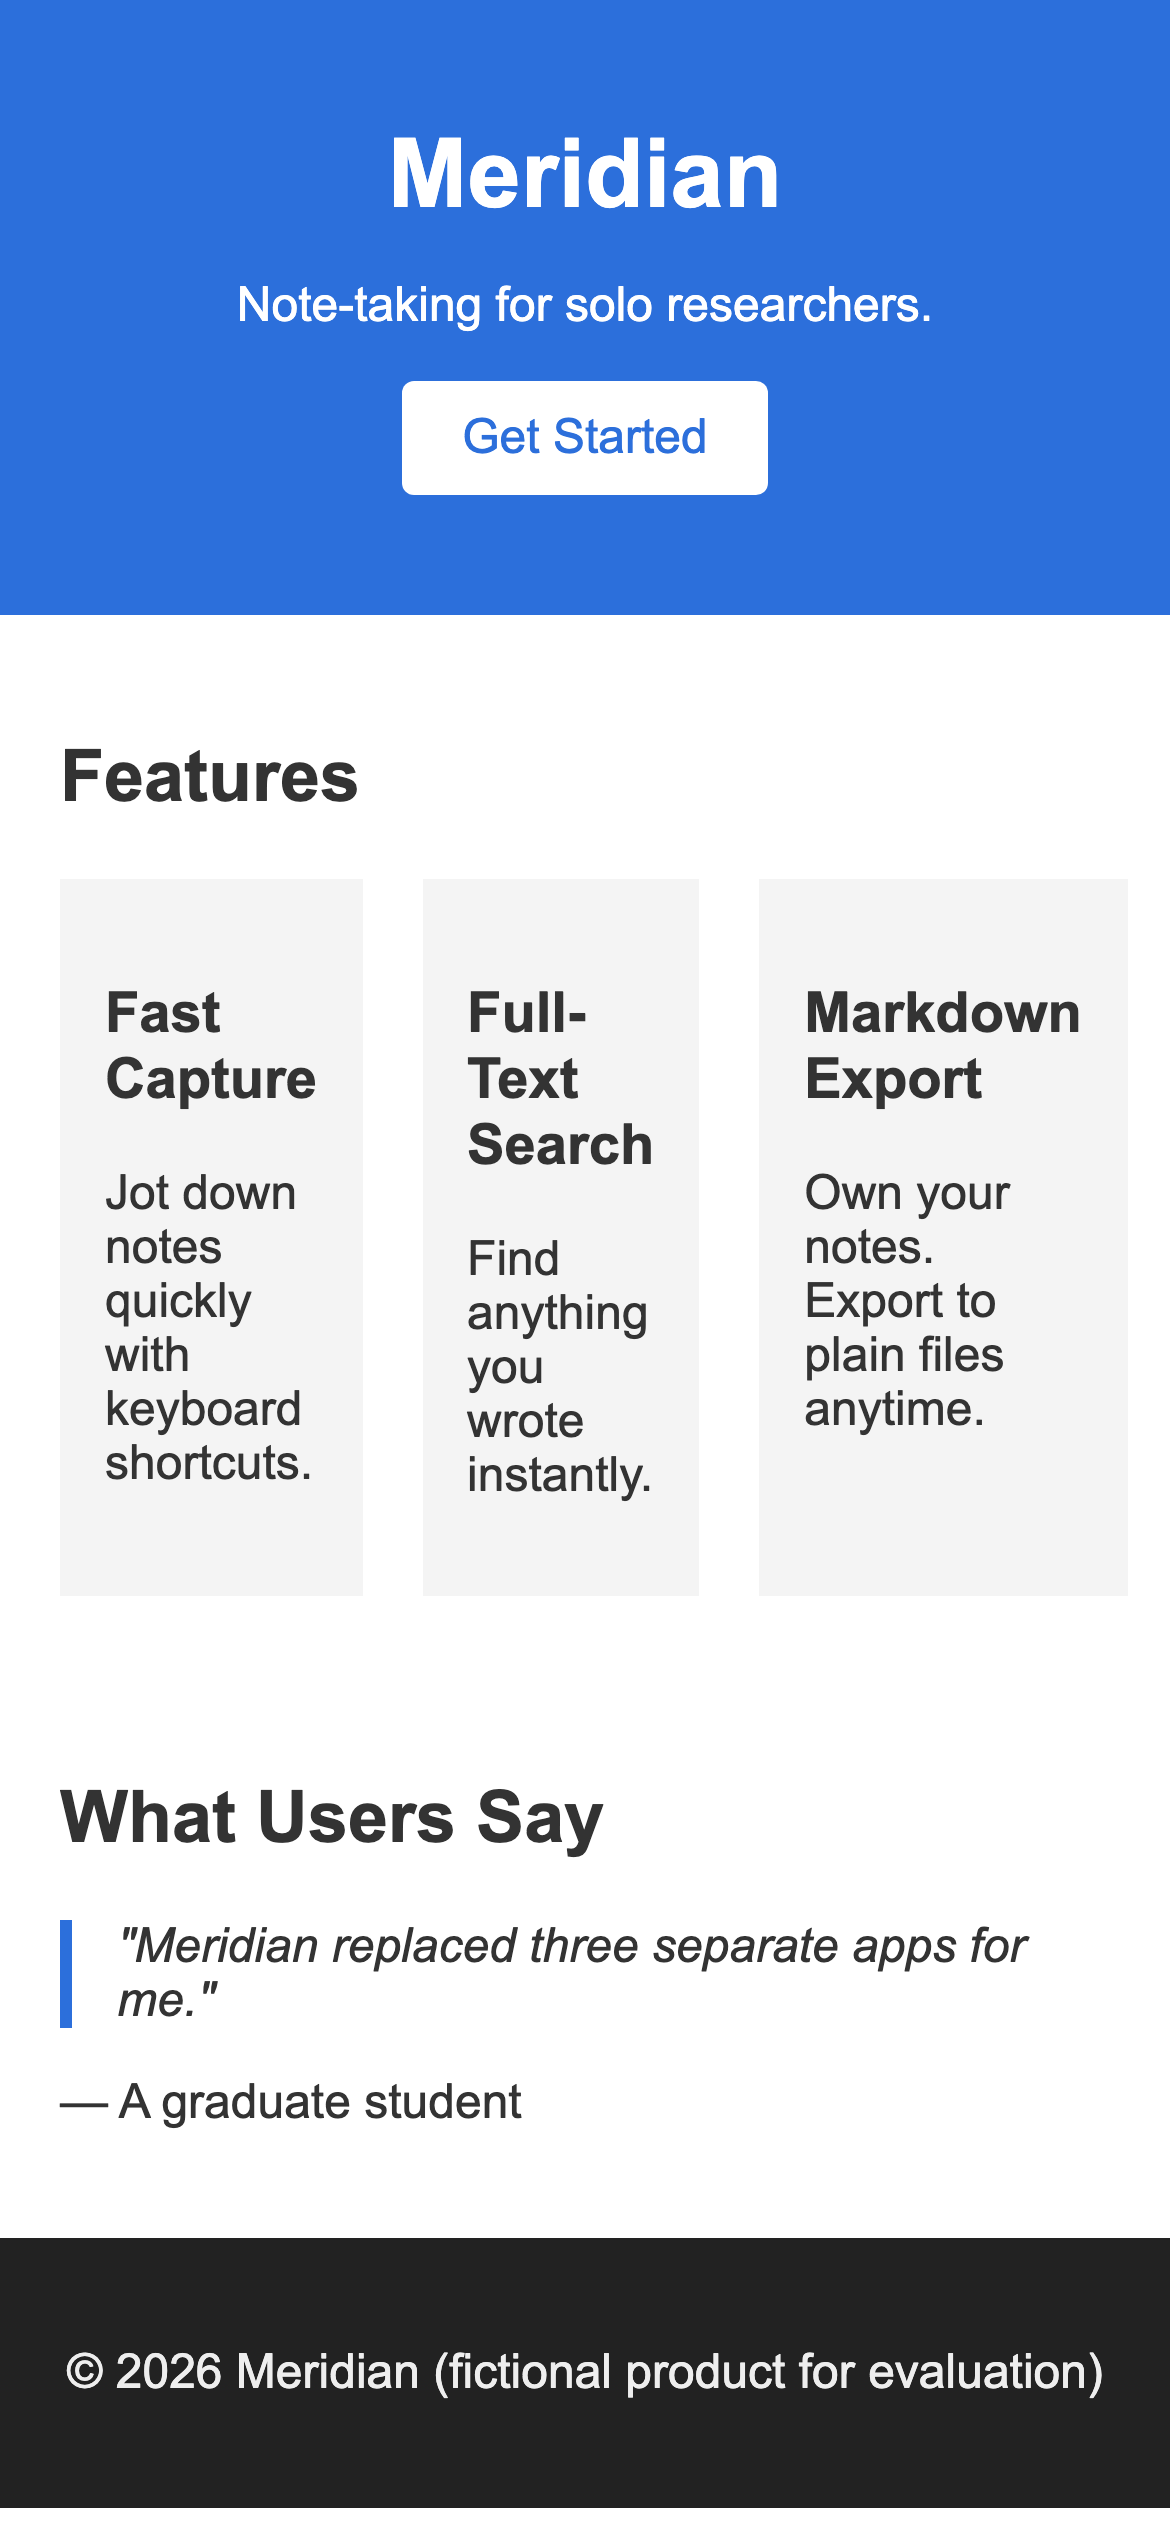 Meridian
Note-taking for solo researchers.
Get Started
Features
Fast
Capture
Jot down
notes
quickly
with
keyboard
shortcuts.
Full-
Text
Search
Find
anything
you
wrote
instantly.
Markdown
Export
Own your
notes.
Export to
plain files
anytime.
What Users Say
"Meridian replaced three separate apps for
me."
— A graduate student
© 2026 Meridian (fictional product for evaluation)